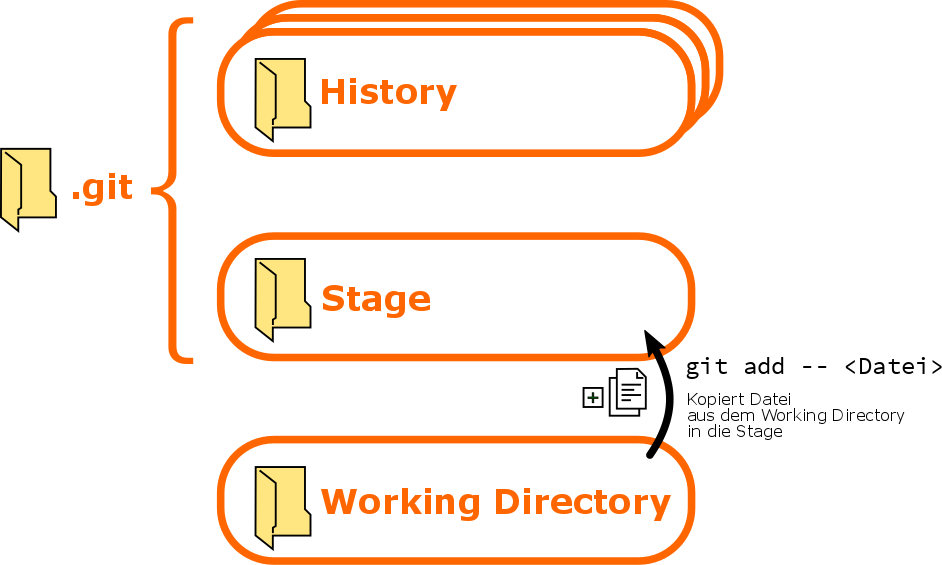 History
.git
Stage
git add -- <Datei>
Kopiert Datei
aus dem Working Directory
in die Stage
Working Directory